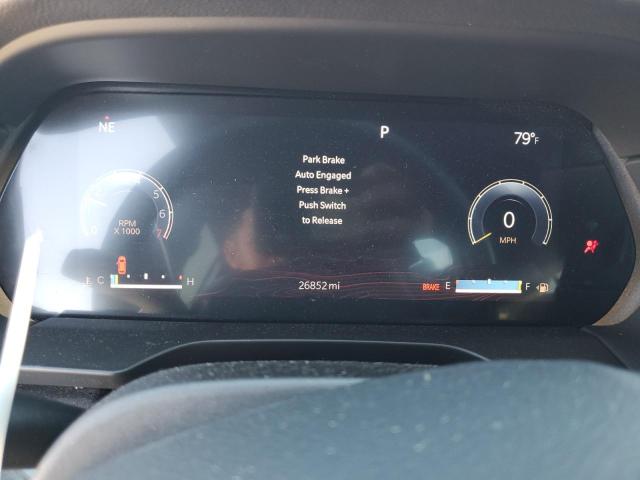 NE
P
79°F
Park Brake
Auto Engaged
Press Brake +
Push Switch
to Release
0 5 6 7
RPM
X 1000
0
MPH
C H
26852 mi
BRAKE E F